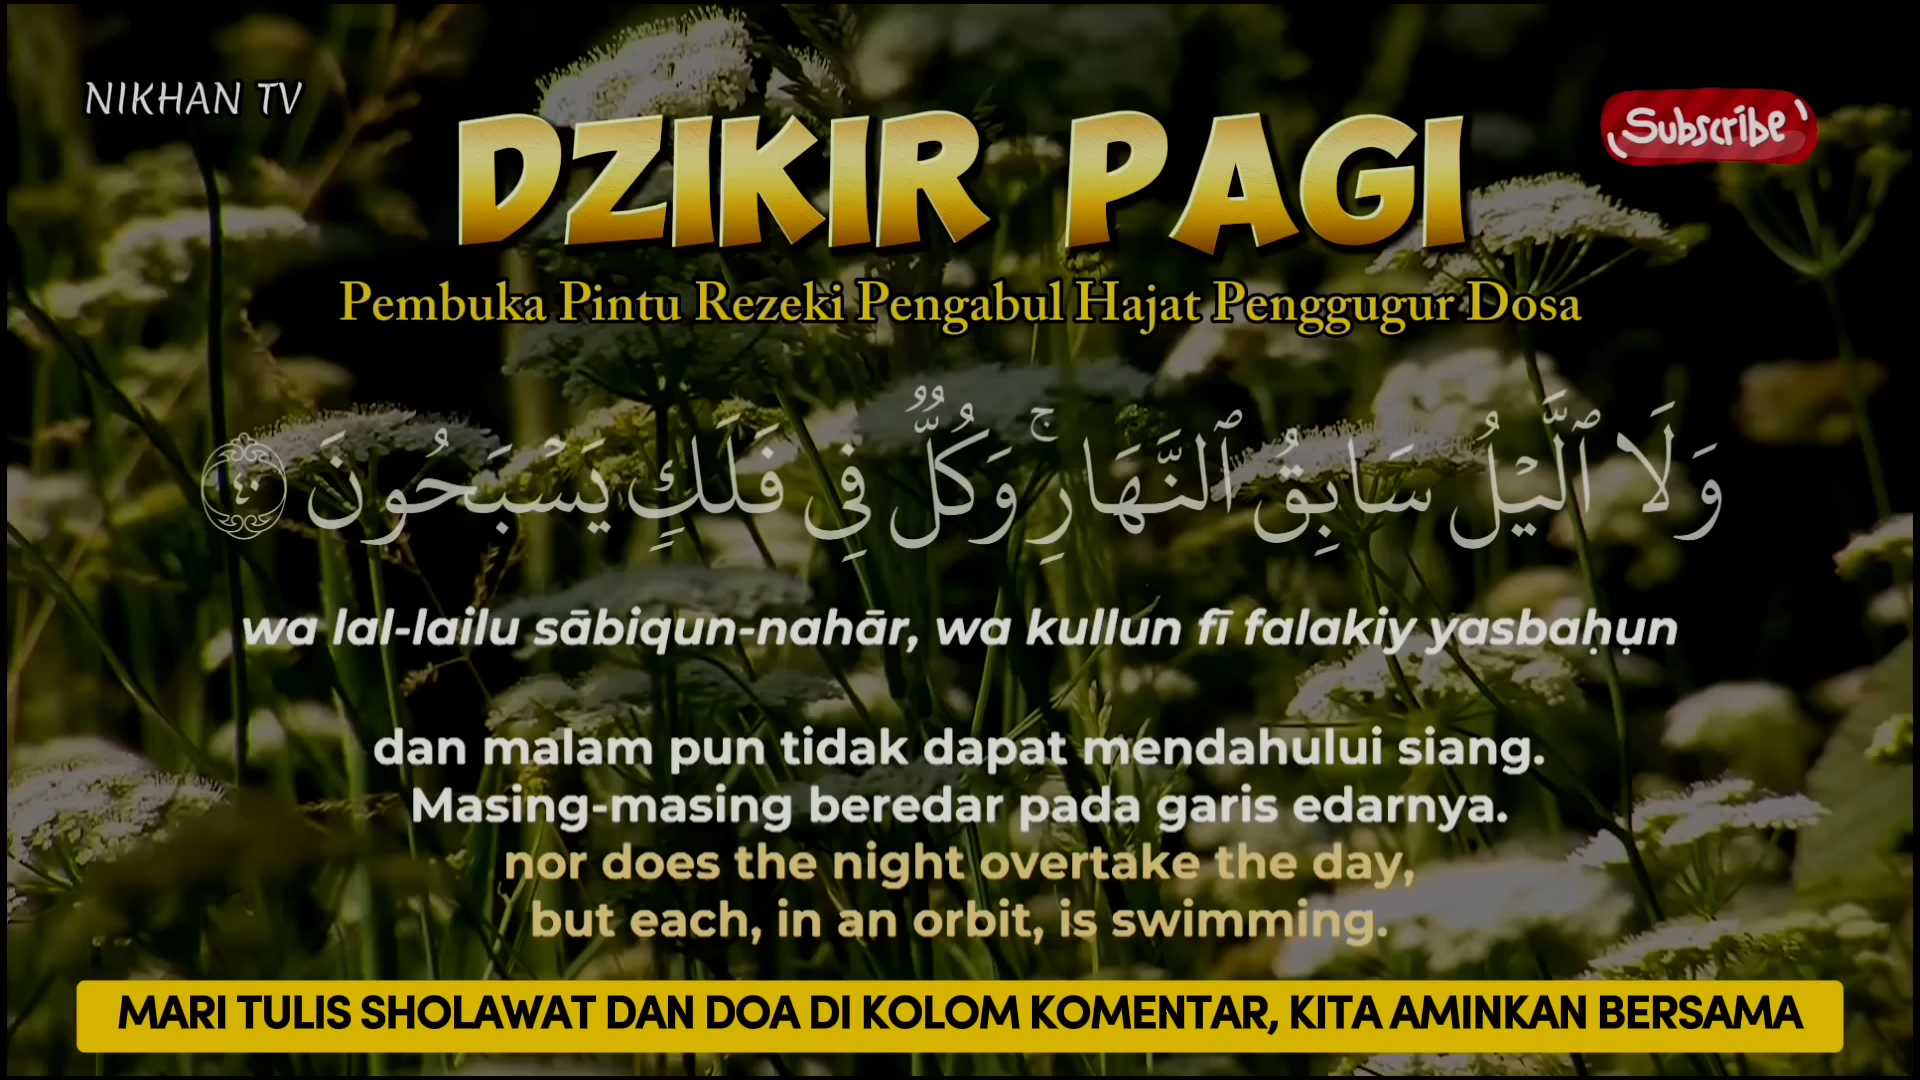 NIKHAN TV
Subscribe
DZIKIR PAGI
Pembuka Pintu Rezeki Pengabul Hajat Penggugur Dosa
وَلَا ٱلَّيْلُ سَابِقُ ٱلنَّهَارِ ۚ وَكُلٌّ فِى فَلَكٍ يَسْبَحُونَ ٤٠
wa lal-lailu sābiqun-nahār, wa kullun fī falakiy yasbaḥụn
dan malam pun tidak dapat mendahului siang.
Masing-masing beredar pada garis edarnya.
nor does the night overtake the day,
but each, in an orbit, is swimming.
MARI TULIS SHOLAWAT DAN DOA DI KOLOM KOMENTAR, KITA AMINKAN BERSAMA